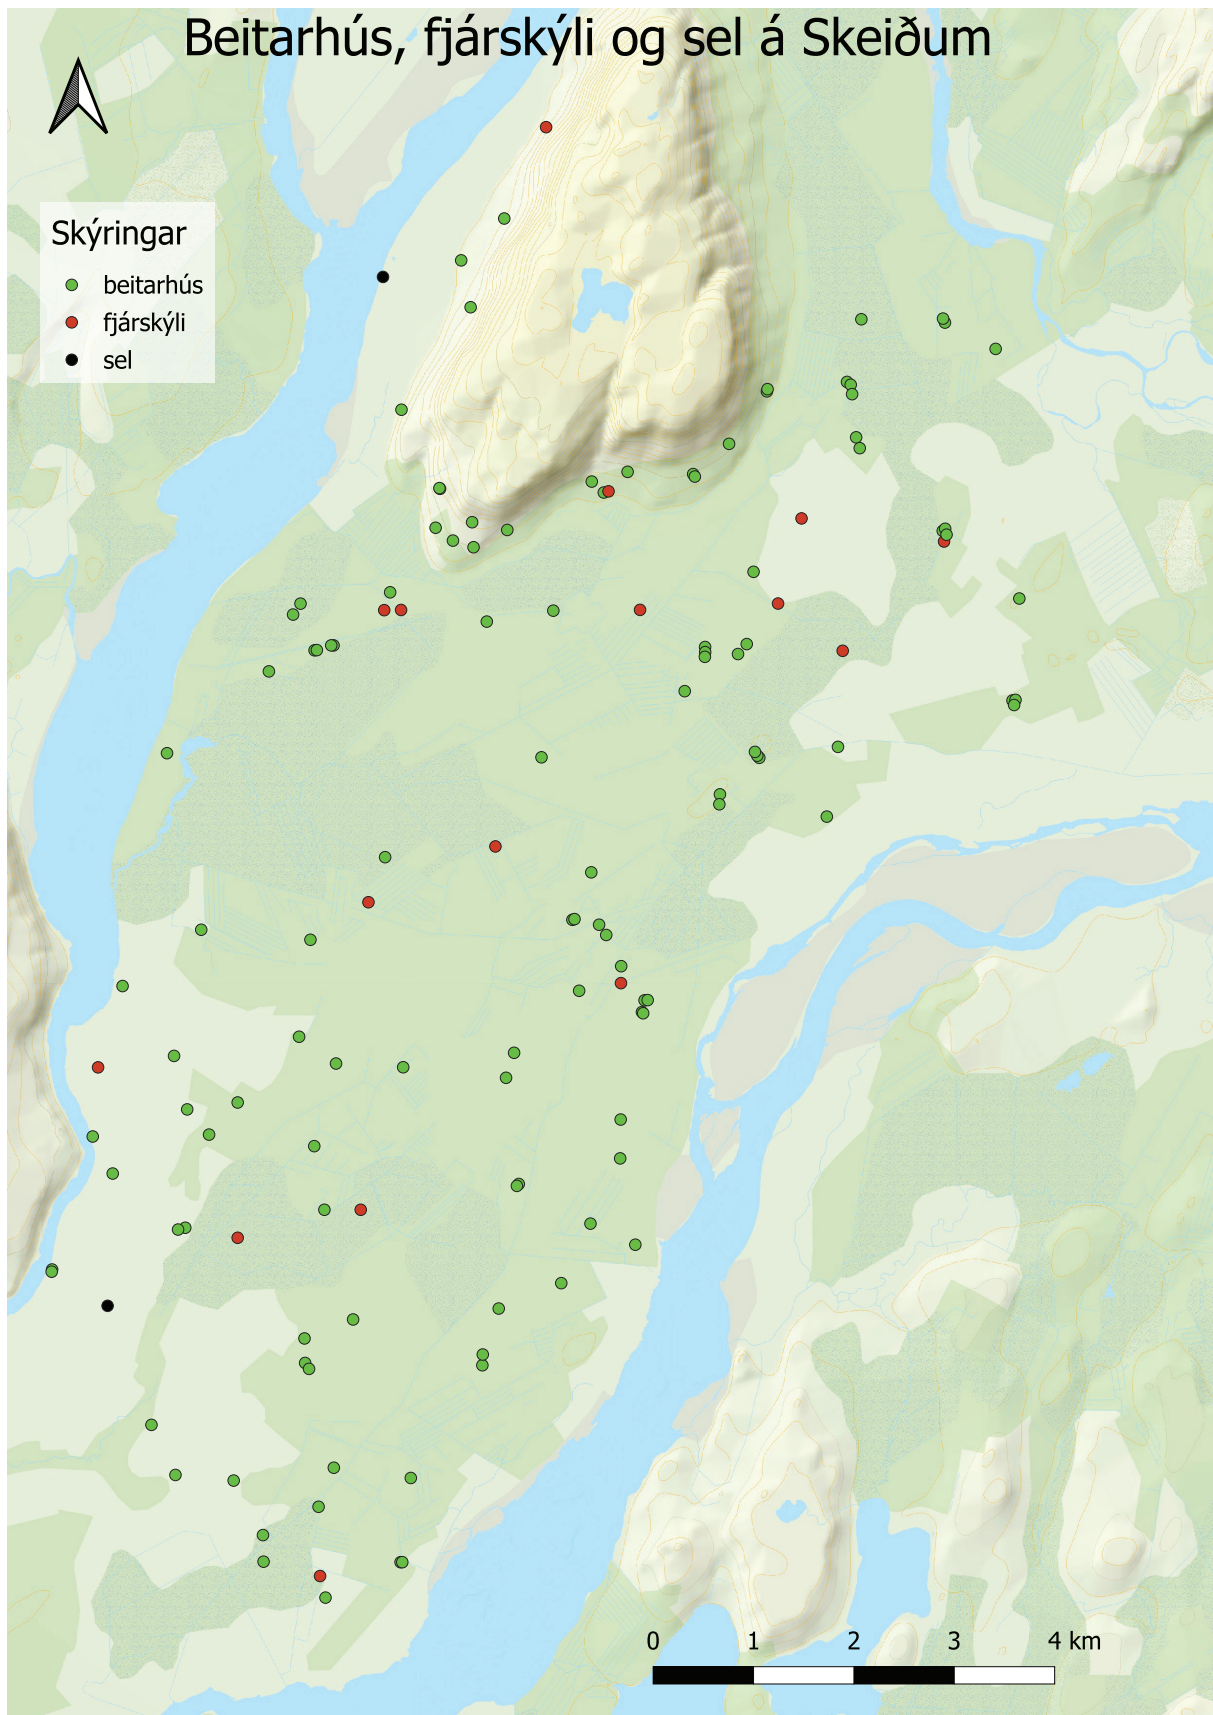 Beitarhús, fjárskýli og sel á Skeiðum
Skýringar
beitarhús
fjárskýli
sel
0 1 2 3 4 km